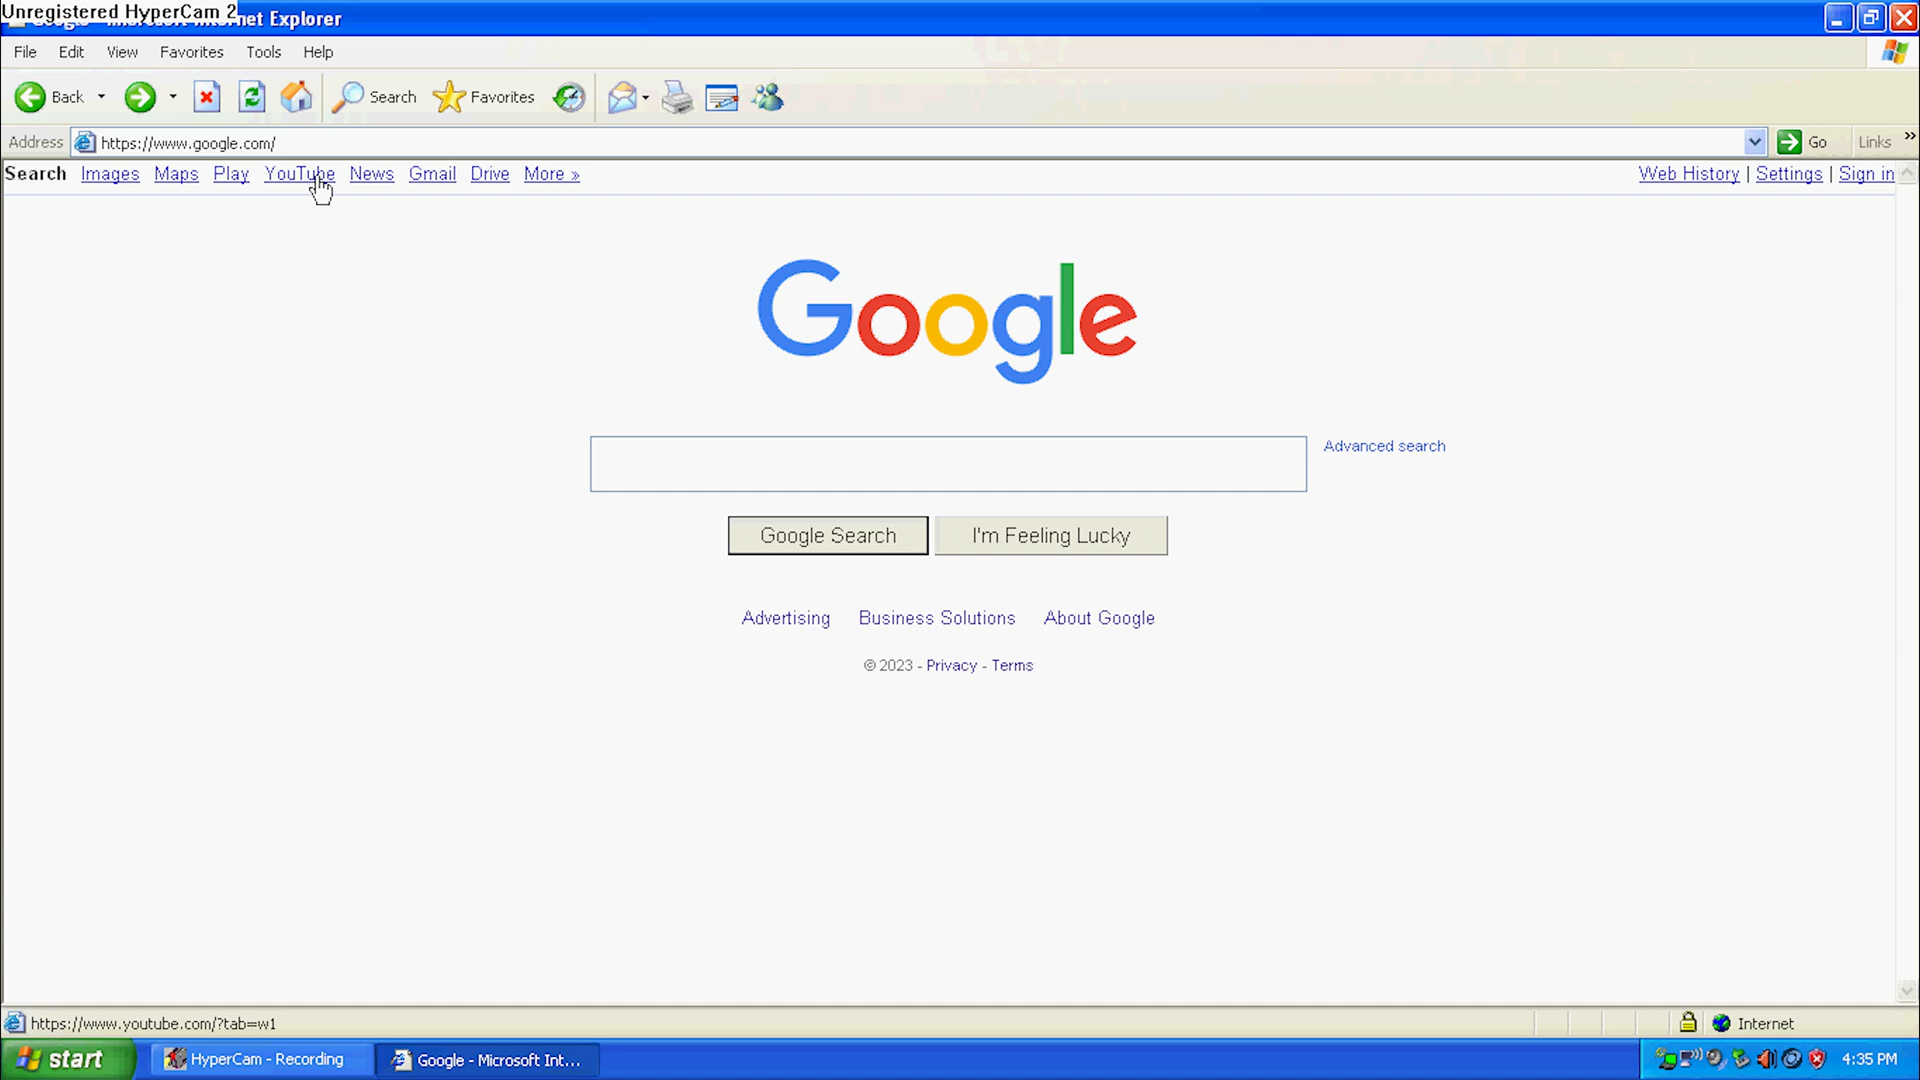 Unregistered HyperCam 2
Internet Explorer
File Edit View Favorites Tools Help
Back Search Favorites
Address https://www.google.com/ Go Links »
Search Images Maps Play YouTube News Gmail Drive More » Web History | Settings | Sign in
Google
Advanced search
Google Search I'm Feeling Lucky
Advertising Business Solutions About Google
© 2023 - Privacy - Terms
https://www.youtube.com/?tab=w1 Internet
start HyperCam - Recording Google - Microsoft Int... 4:35 PM